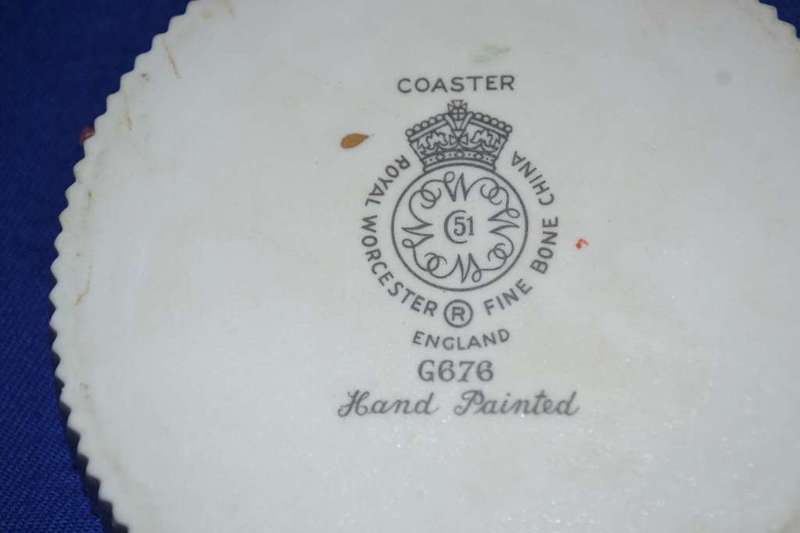 COASTER
ROYAL WORCESTER ® FINE BONE CHINA
51
ENGLAND
G676
Hand Painted